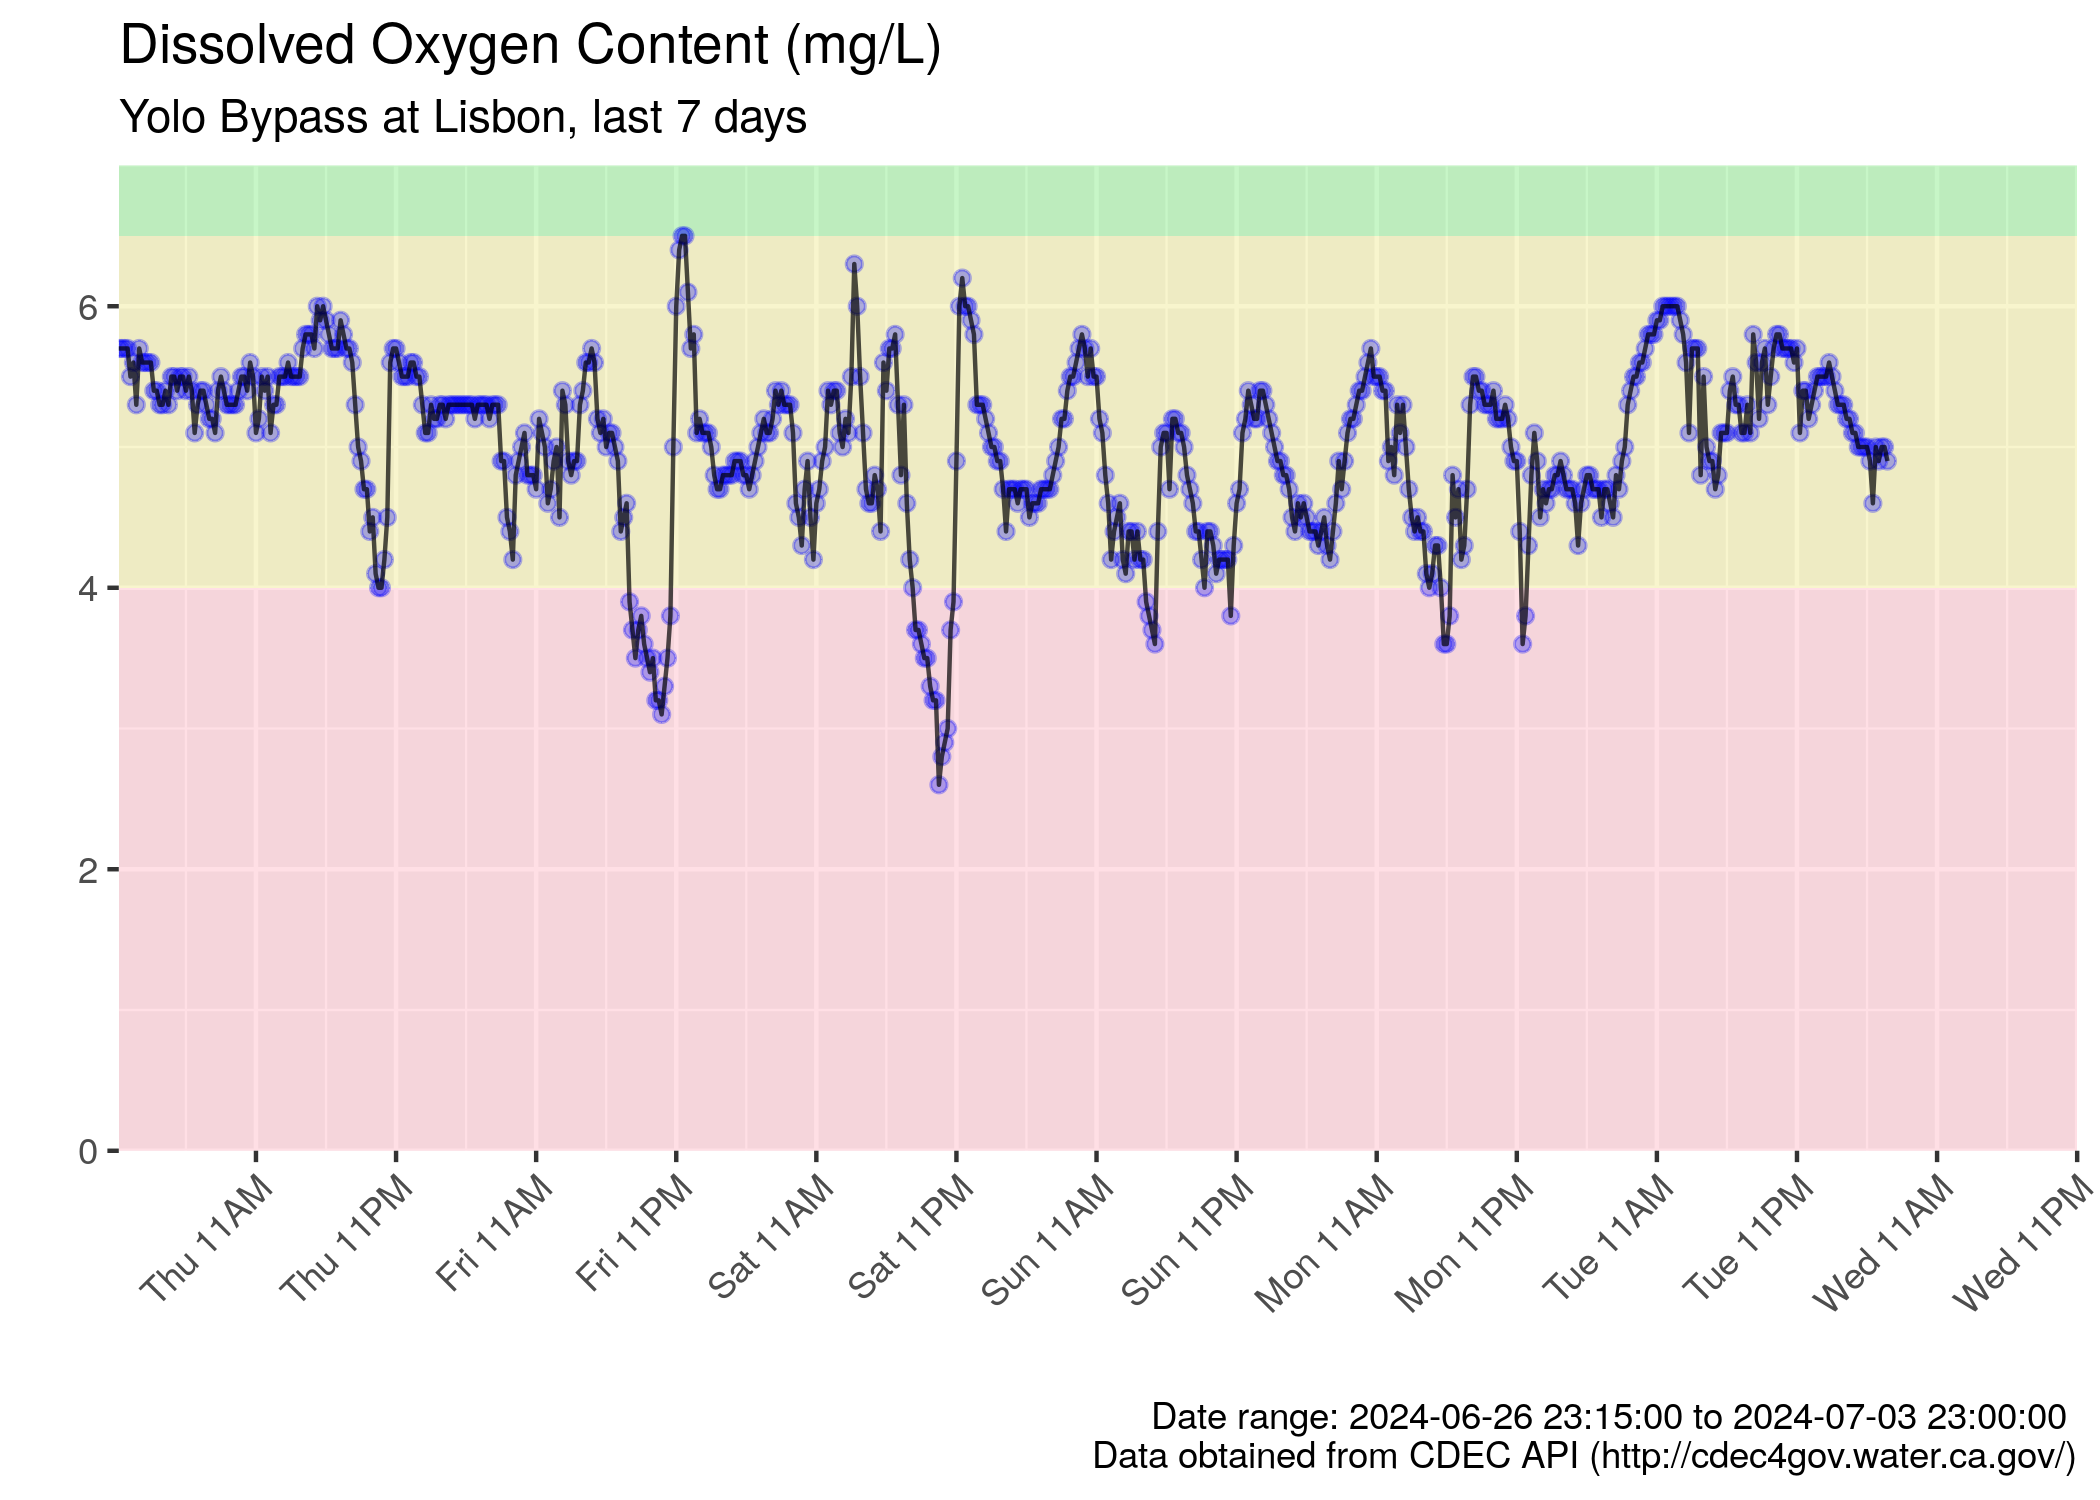 Dissolved Oxygen Content (mg/L)
Yolo Bypass at Lisbon, last 7 days
6
4
2
0
Thu 11AM
Thu 11PM
Fri 11AM
Fri 11PM
Sat 11AM
Sat 11PM
Sun 11AM
Sun 11PM
Mon 11AM
Mon 11PM
Tue 11AM
Tue 11PM
Wed 11AM
Wed 11PM
Date range: 2024-06-26 23:15:00 to 2024-07-03 23:00:00
Data obtained from CDEC API (http://cdec4gov.water.ca.gov/)